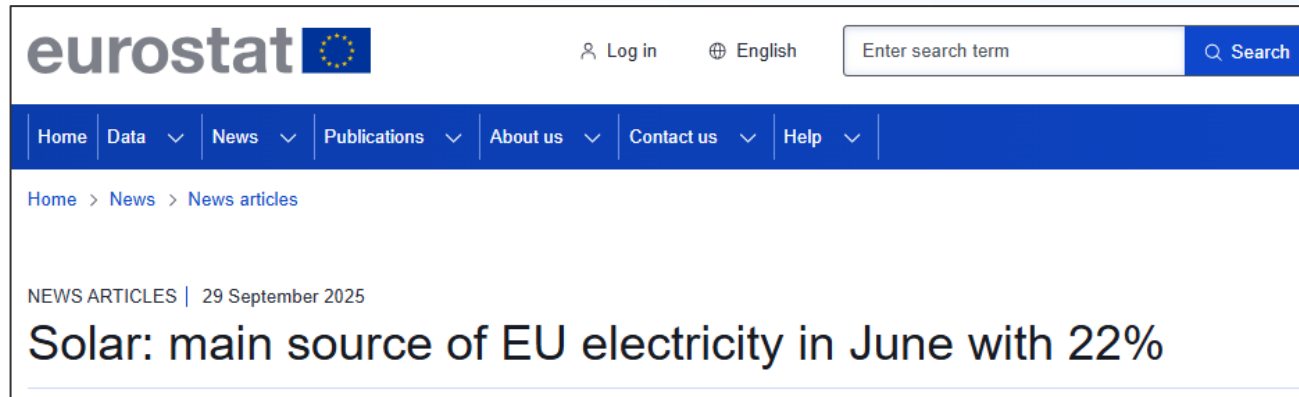 eurostat
Log in English Enter search term Search
Home Data News Publications About us Contact us Help
Home > News > News articles
NEWS ARTICLES | 29 September 2025
Solar: main source of EU electricity in June with 22%